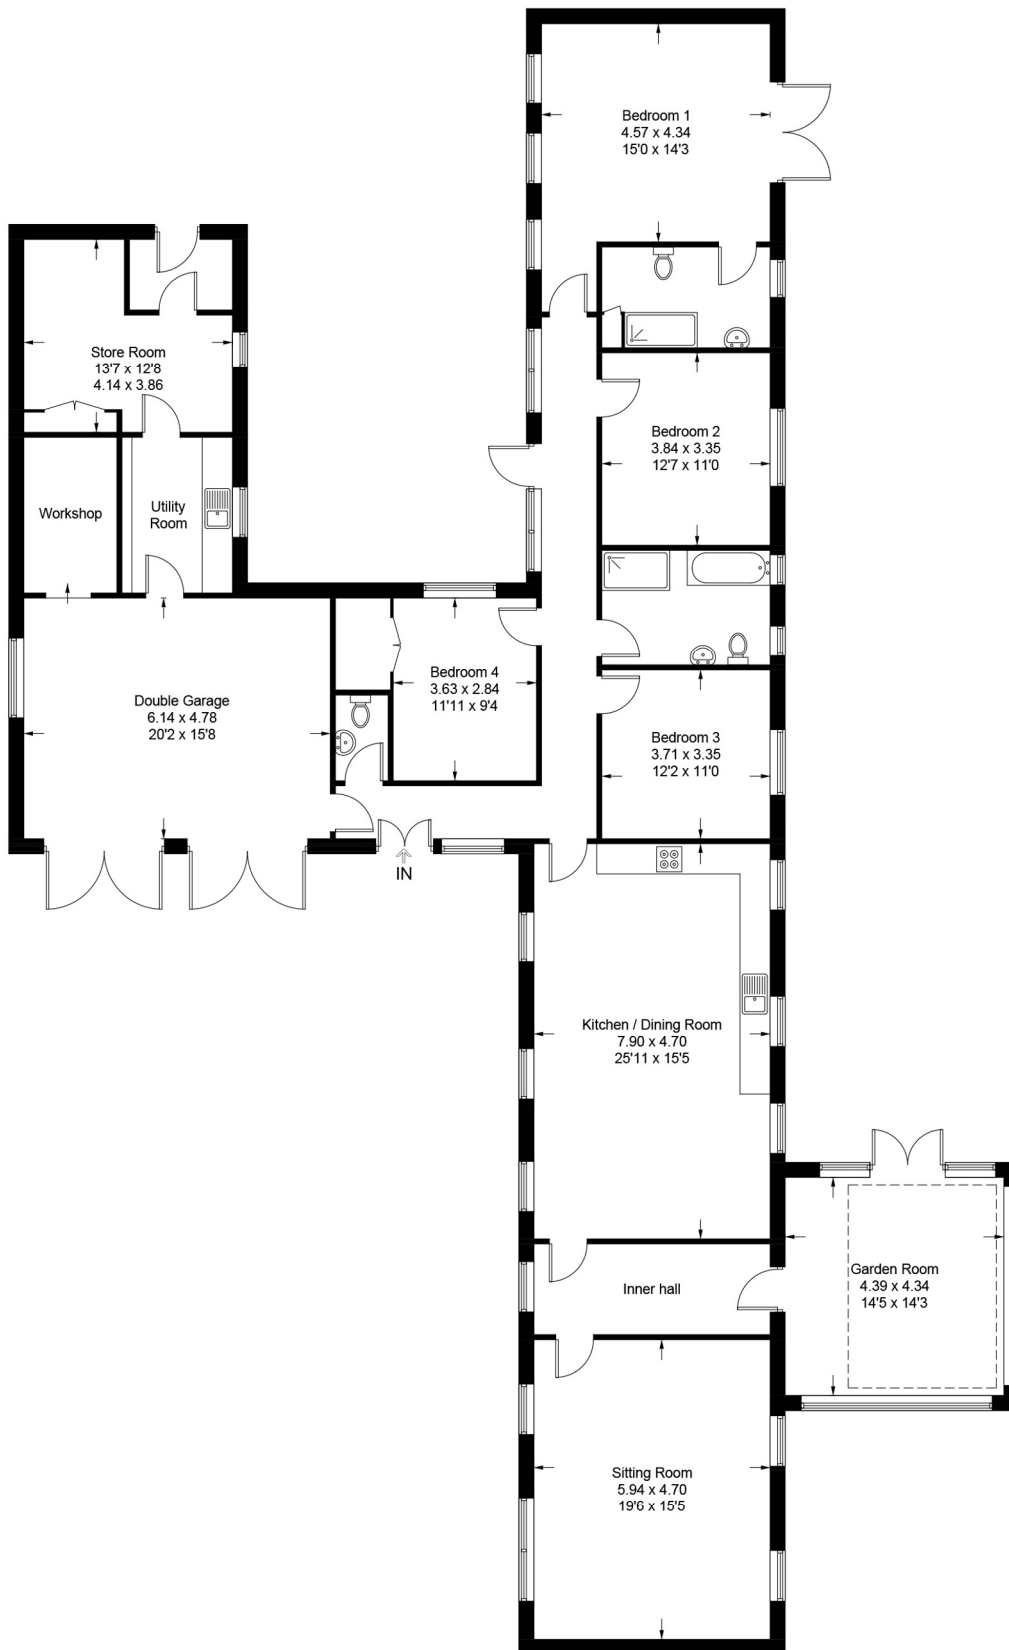 Bedroom 1
4.57 x 4.34
15'0 x 14'3
Store Room
13'7 x 12'8
4.14 x 3.86
Bedroom 2
3.84 x 3.35
12'7 x 11'0
Workshop
Utility
Room
Bedroom 4
3.63 x 2.84
11'11 x 9'4
Double Garage
6.14 x 4.78
20'2 x 15'8
Bedroom 3
3.71 x 3.35
12'2 x 11'0
IN
Kitchen / Dining Room
7.90 x 4.70
25'11 x 15'5
Garden Room
4.39 x 4.34
14'5 x 14'3
Inner hall
Sitting Room
5.94 x 4.70
19'6 x 15'5